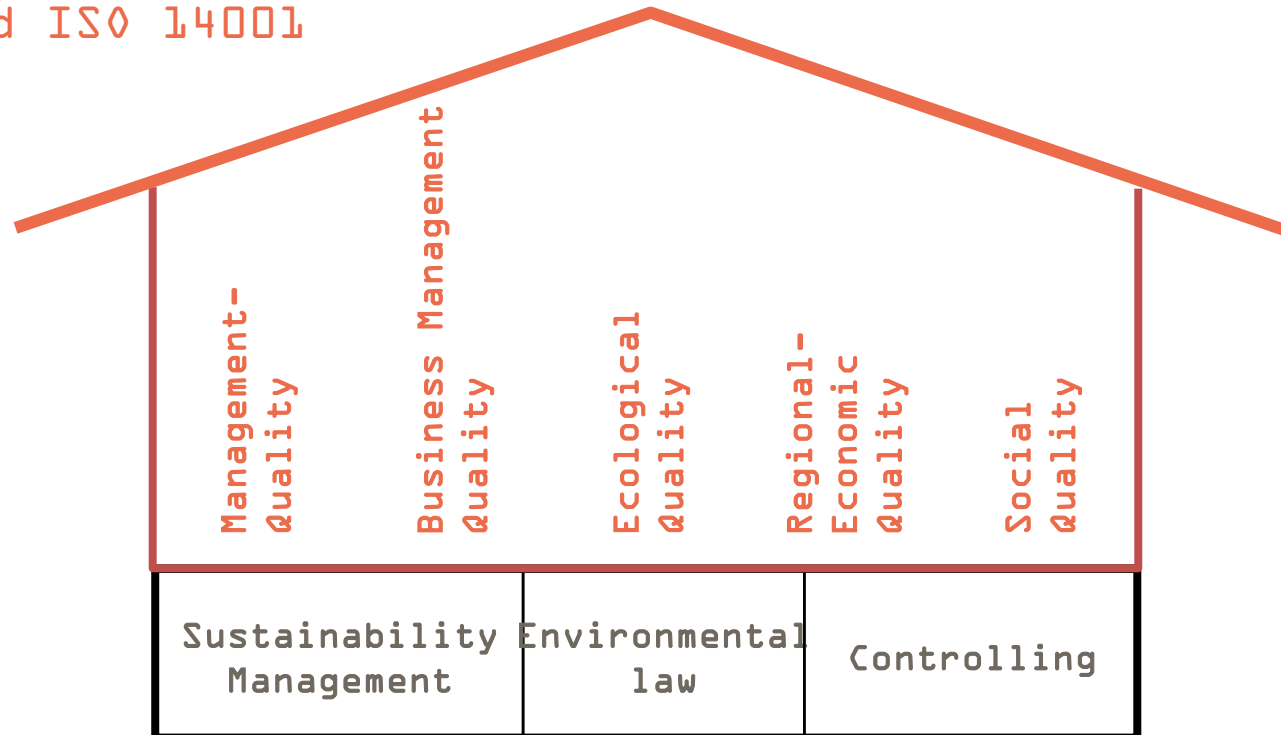 d ISO 14001
Management-
Quality
Business Management
Quality
Ecological
Quality
Regional-
Economic
Quality
Social
Quality
Sustainability
Management
Environmental
law
Controlling